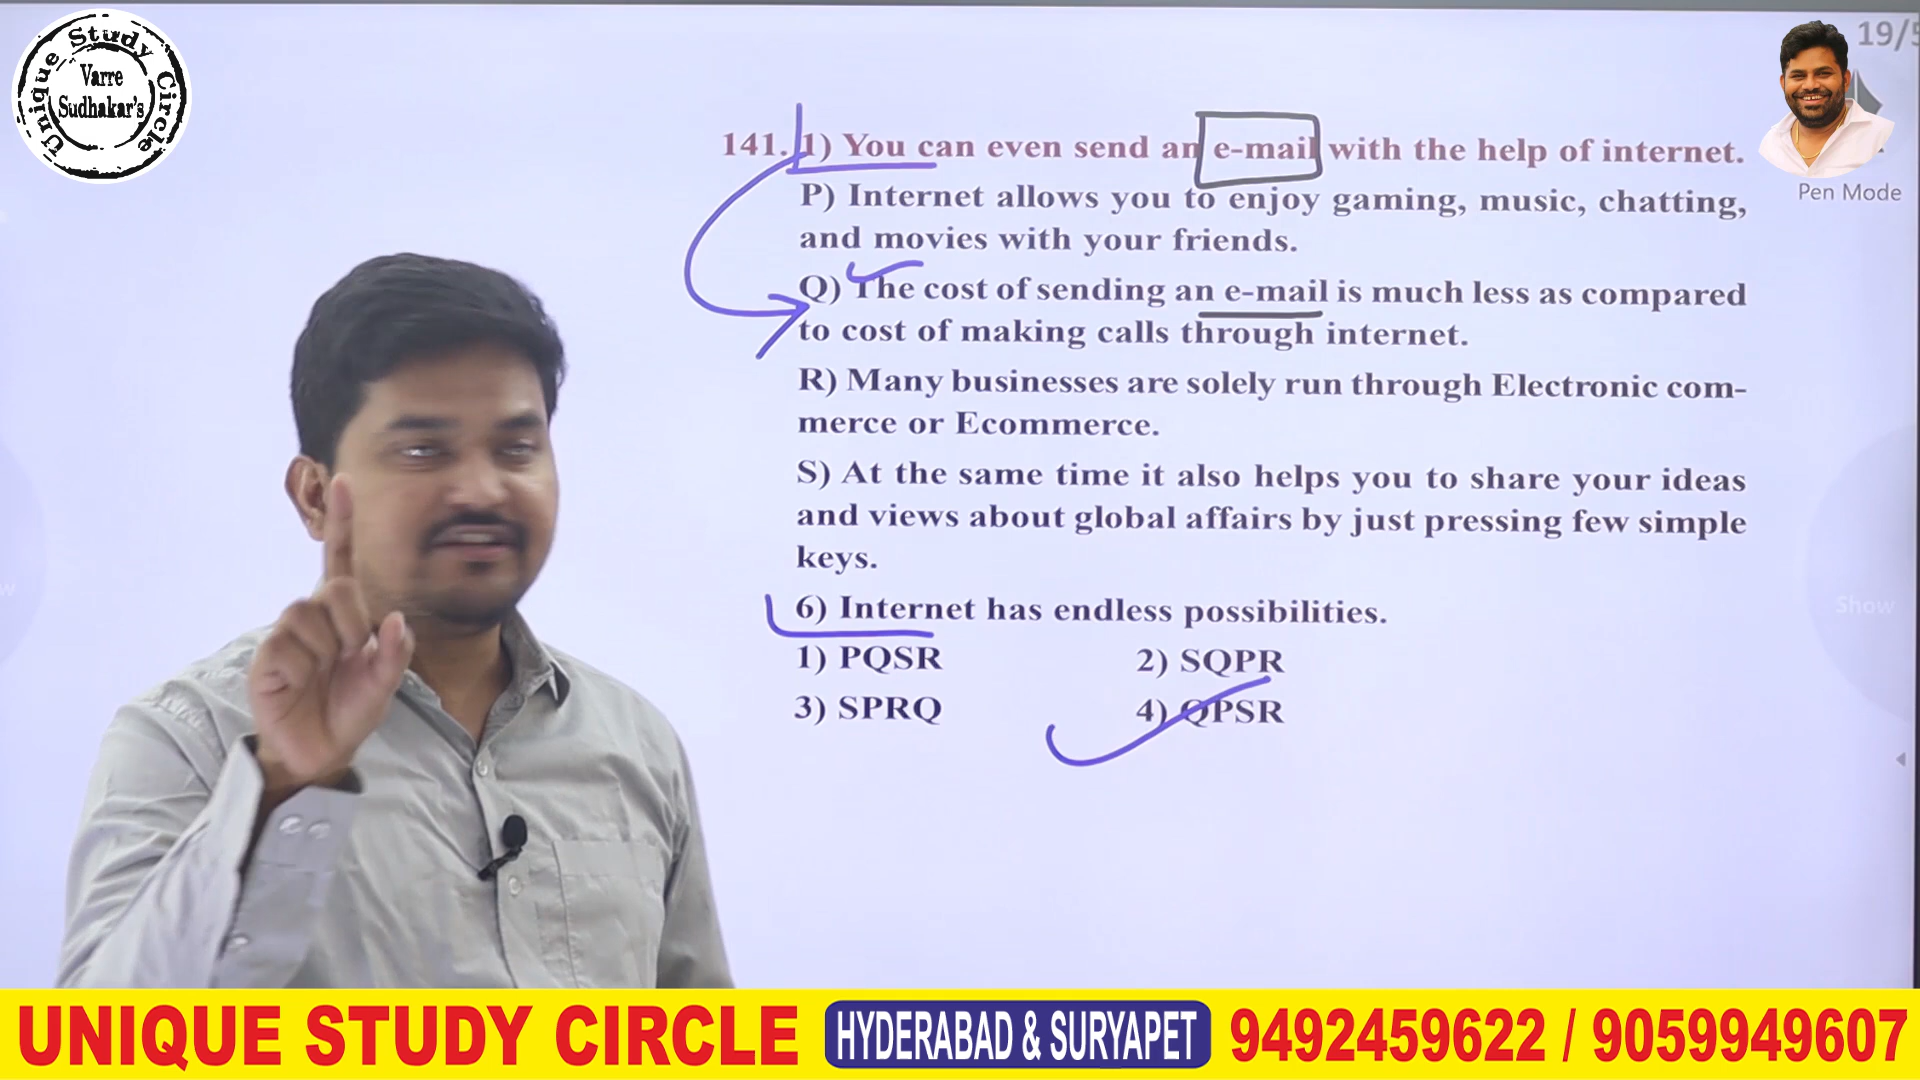 Unique Study Circle
Varre
Sudhakar's
19/5
Pen Mode
141. 1) You can even send an e-mail with the help of internet.
P) Internet allows you to enjoy gaming, music, chatting,
and movies with your friends.
Q) The cost of sending an e-mail is much less as compared
to cost of making calls through internet.
R) Many businesses are solely run through Electronic com-
merce or Ecommerce.
S) At the same time it also helps you to share your ideas
and views about global affairs by just pressing few simple
keys.
Show
6) Internet has endless possibilities.
1) PQSR 2) SQPR
3) SPRQ 4) QPSR
UNIQUE STUDY CIRCLE HYDERABAD & SURYAPET 9492459622 / 9059949607